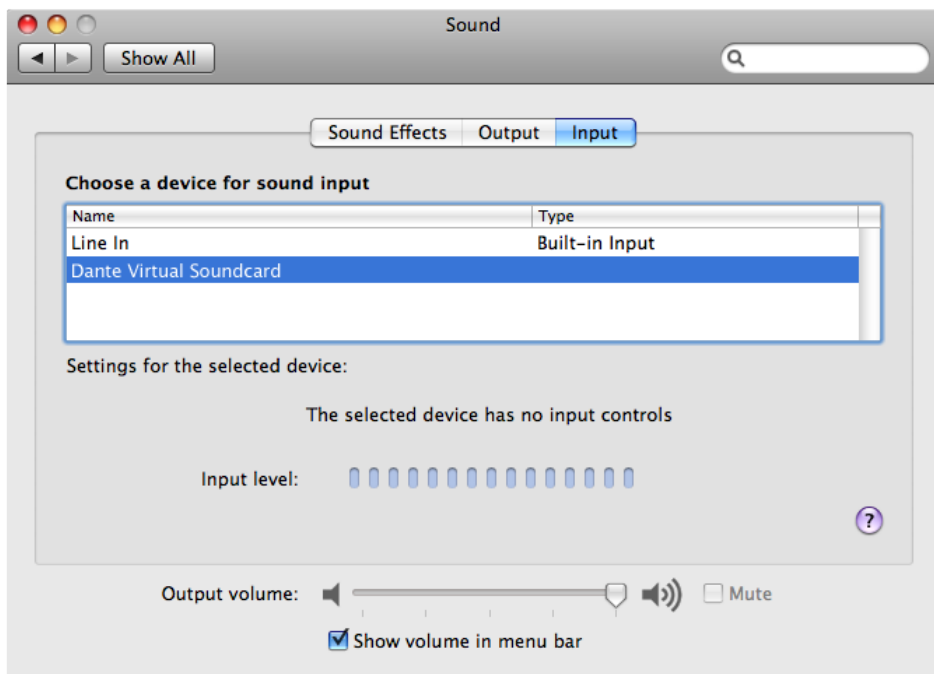 Sound
Show All
Sound Effects Output Input
Choose a device for sound input
Name Type
Line In Built-in Input
Dante Virtual Soundcard
Settings for the selected device:
The selected device has no input controls
Input level:
?
Output volume: Mute
Show volume in menu bar